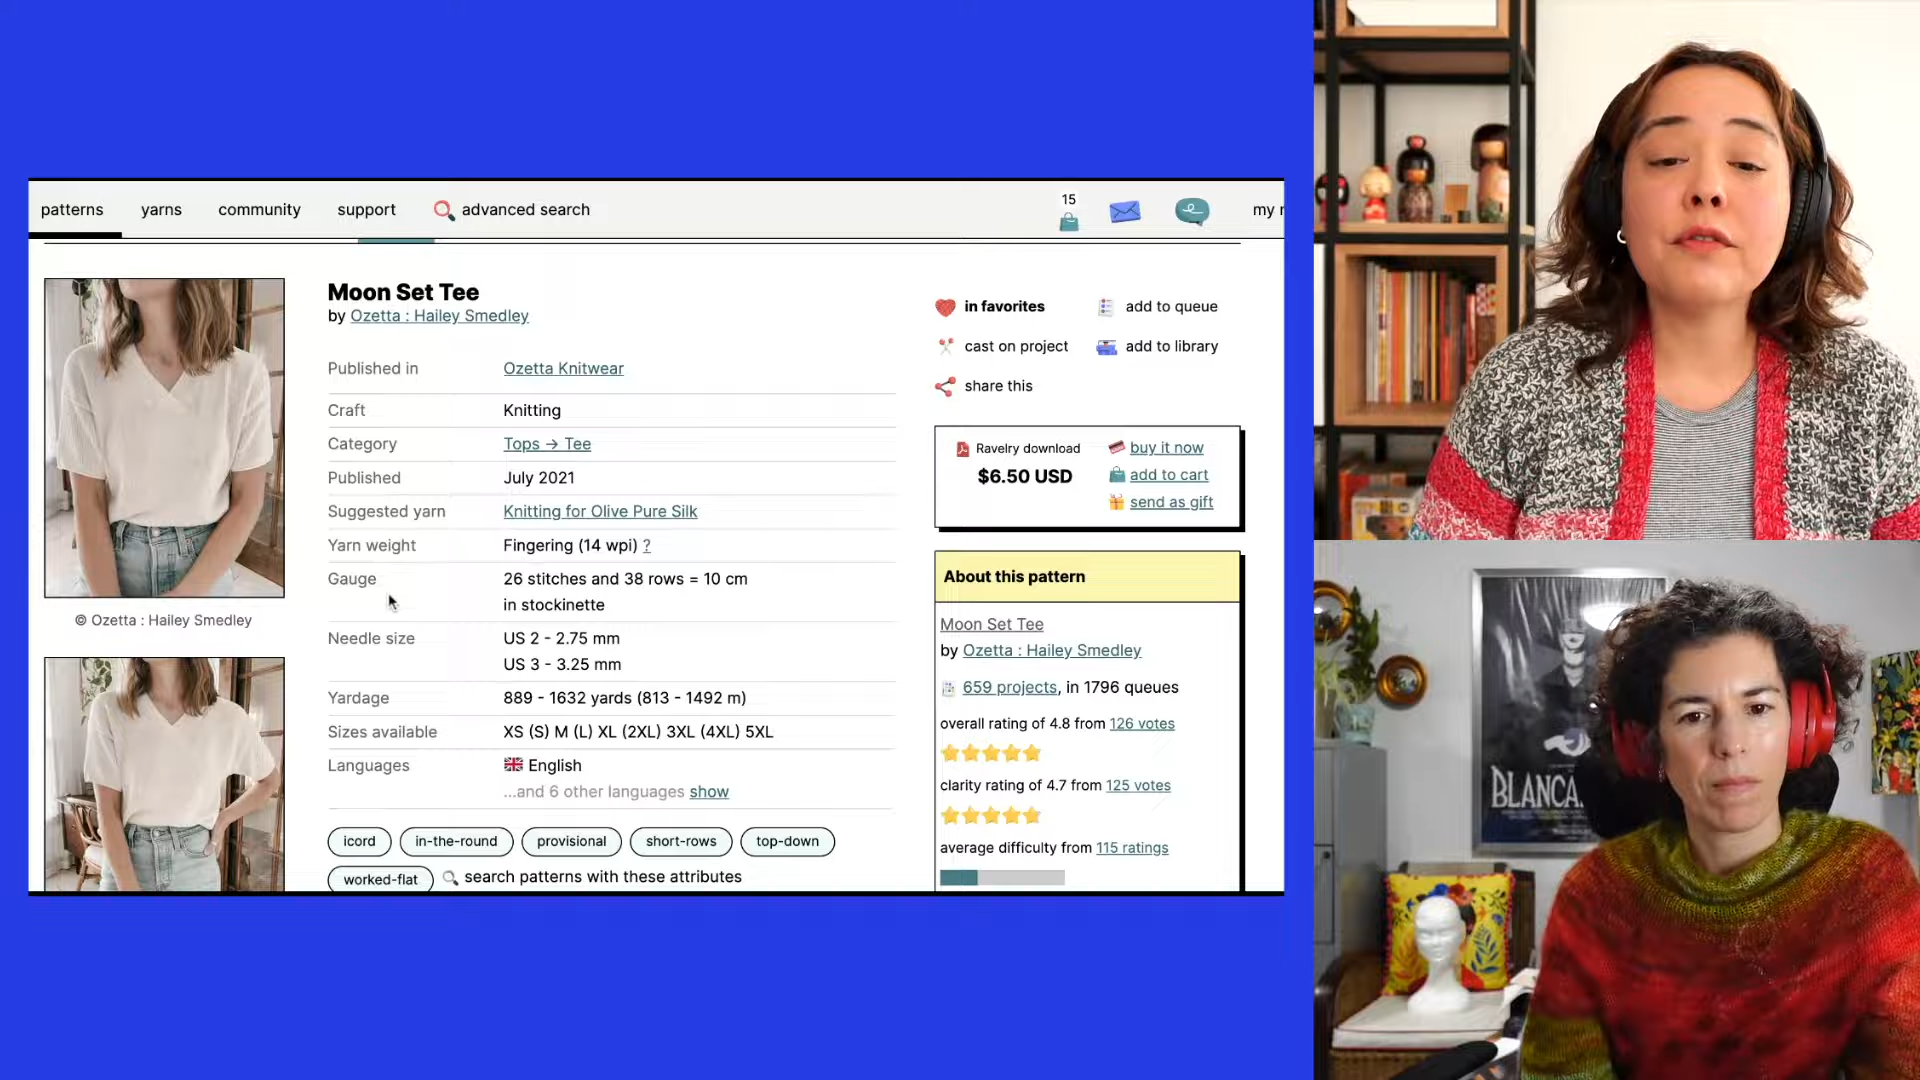 patterns yarns community support advanced search 15 my
Moon Set Tee
by Ozetta : Hailey Smedley
Published in Ozetta Knitwear
Craft Knitting
Category Tops → Tee
Published July 2021
Suggested yarn Knitting for Olive Pure Silk
Yarn weight Fingering (14 wpi) ?
Gauge 26 stitches and 38 rows = 10 cm
in stockinette
Needle size US 2 - 2.75 mm
US 3 - 3.25 mm
Yardage 889 - 1632 yards (813 - 1492 m)
Sizes available XS (S) M (L) XL (2XL) 3XL (4XL) 5XL
Languages English
...and 6 other languages show
icord in-the-round provisional short-rows top-down
worked-flat search patterns with these attributes
© Ozetta : Hailey Smedley
in favorites add to queue
cast on project add to library
share this
Ravelry download buy it now
$6.50 USD add to cart
send as gift
About this pattern
Moon Set Tee
by Ozetta : Hailey Smedley
659 projects, in 1796 queues
overall rating of 4.8 from 126 votes
clarity rating of 4.7 from 125 votes
average difficulty from 115 ratings
BLANCA